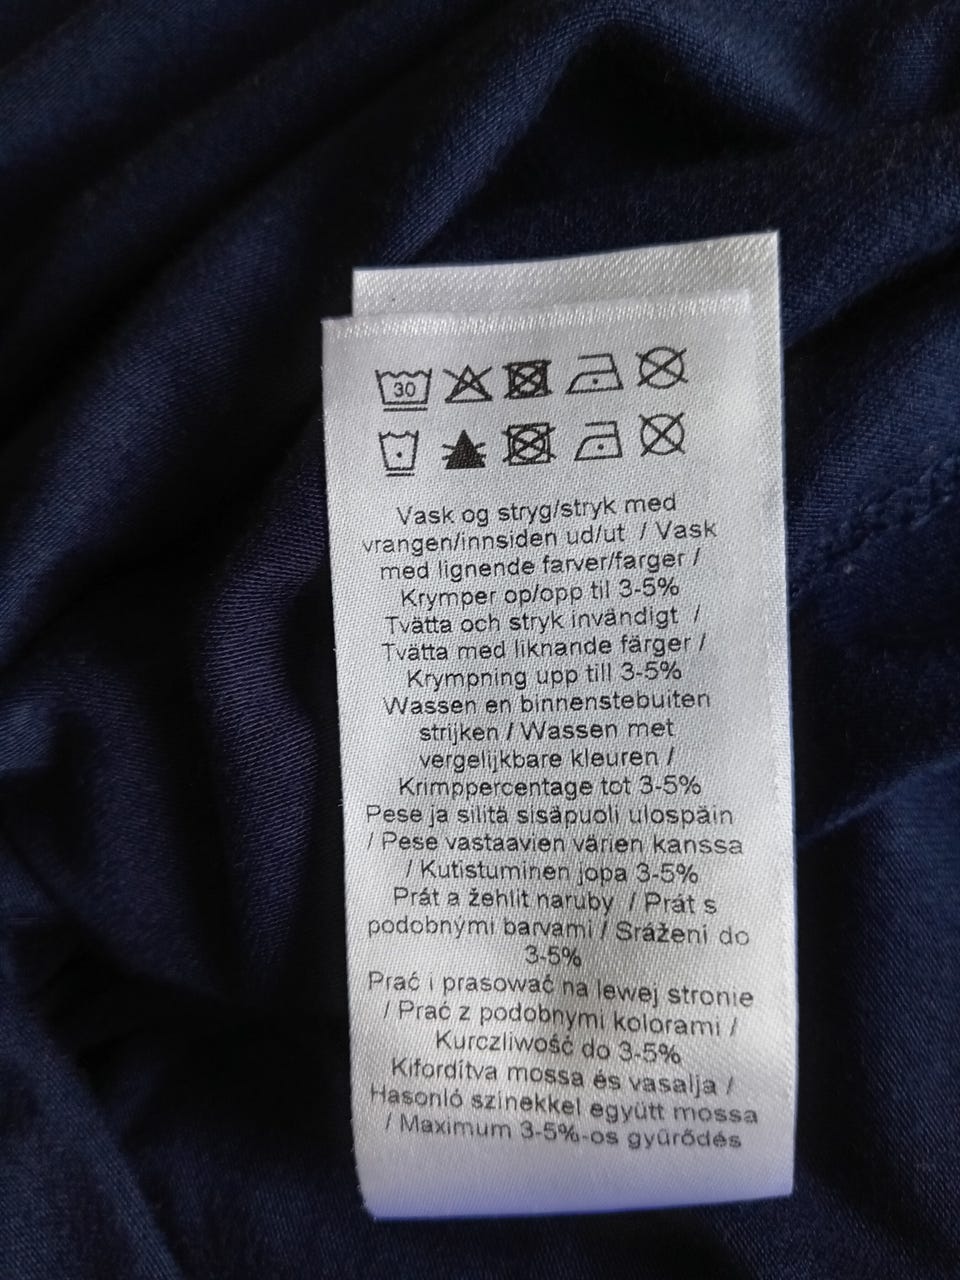 30
Vask og stryg/stryk med
vrangen/innsiden ud/ut / Vask
med lignende farver/farger /
Krymper op/opp til 3-5%
Tvätta och stryk invändigt /
Tvätta med liknande färger /
Krympning upp till 3-5%
Wassen en binnenstebuiten
strijken / Wassen met
vergelijkbare kleuren /
Krimppercentage tot 3-5%
Pese ja silitä sisäpuoli ulospäin
/ Pese vastaavien värien kanssa
/ Kutistuminen jopa 3-5%
Prát a žehlit naruby / Prát s
podobnými barvami / Srážení do
3-5%
Prać i prasować na lewej stronie
/ Prać z podobnymi kolorami /
Kurczliwość do 3-5%
Kifordítva mossa és vasalja /
Hasonló színekkel együtt mossa
/ Maximum 3-5%-os gyűrődés